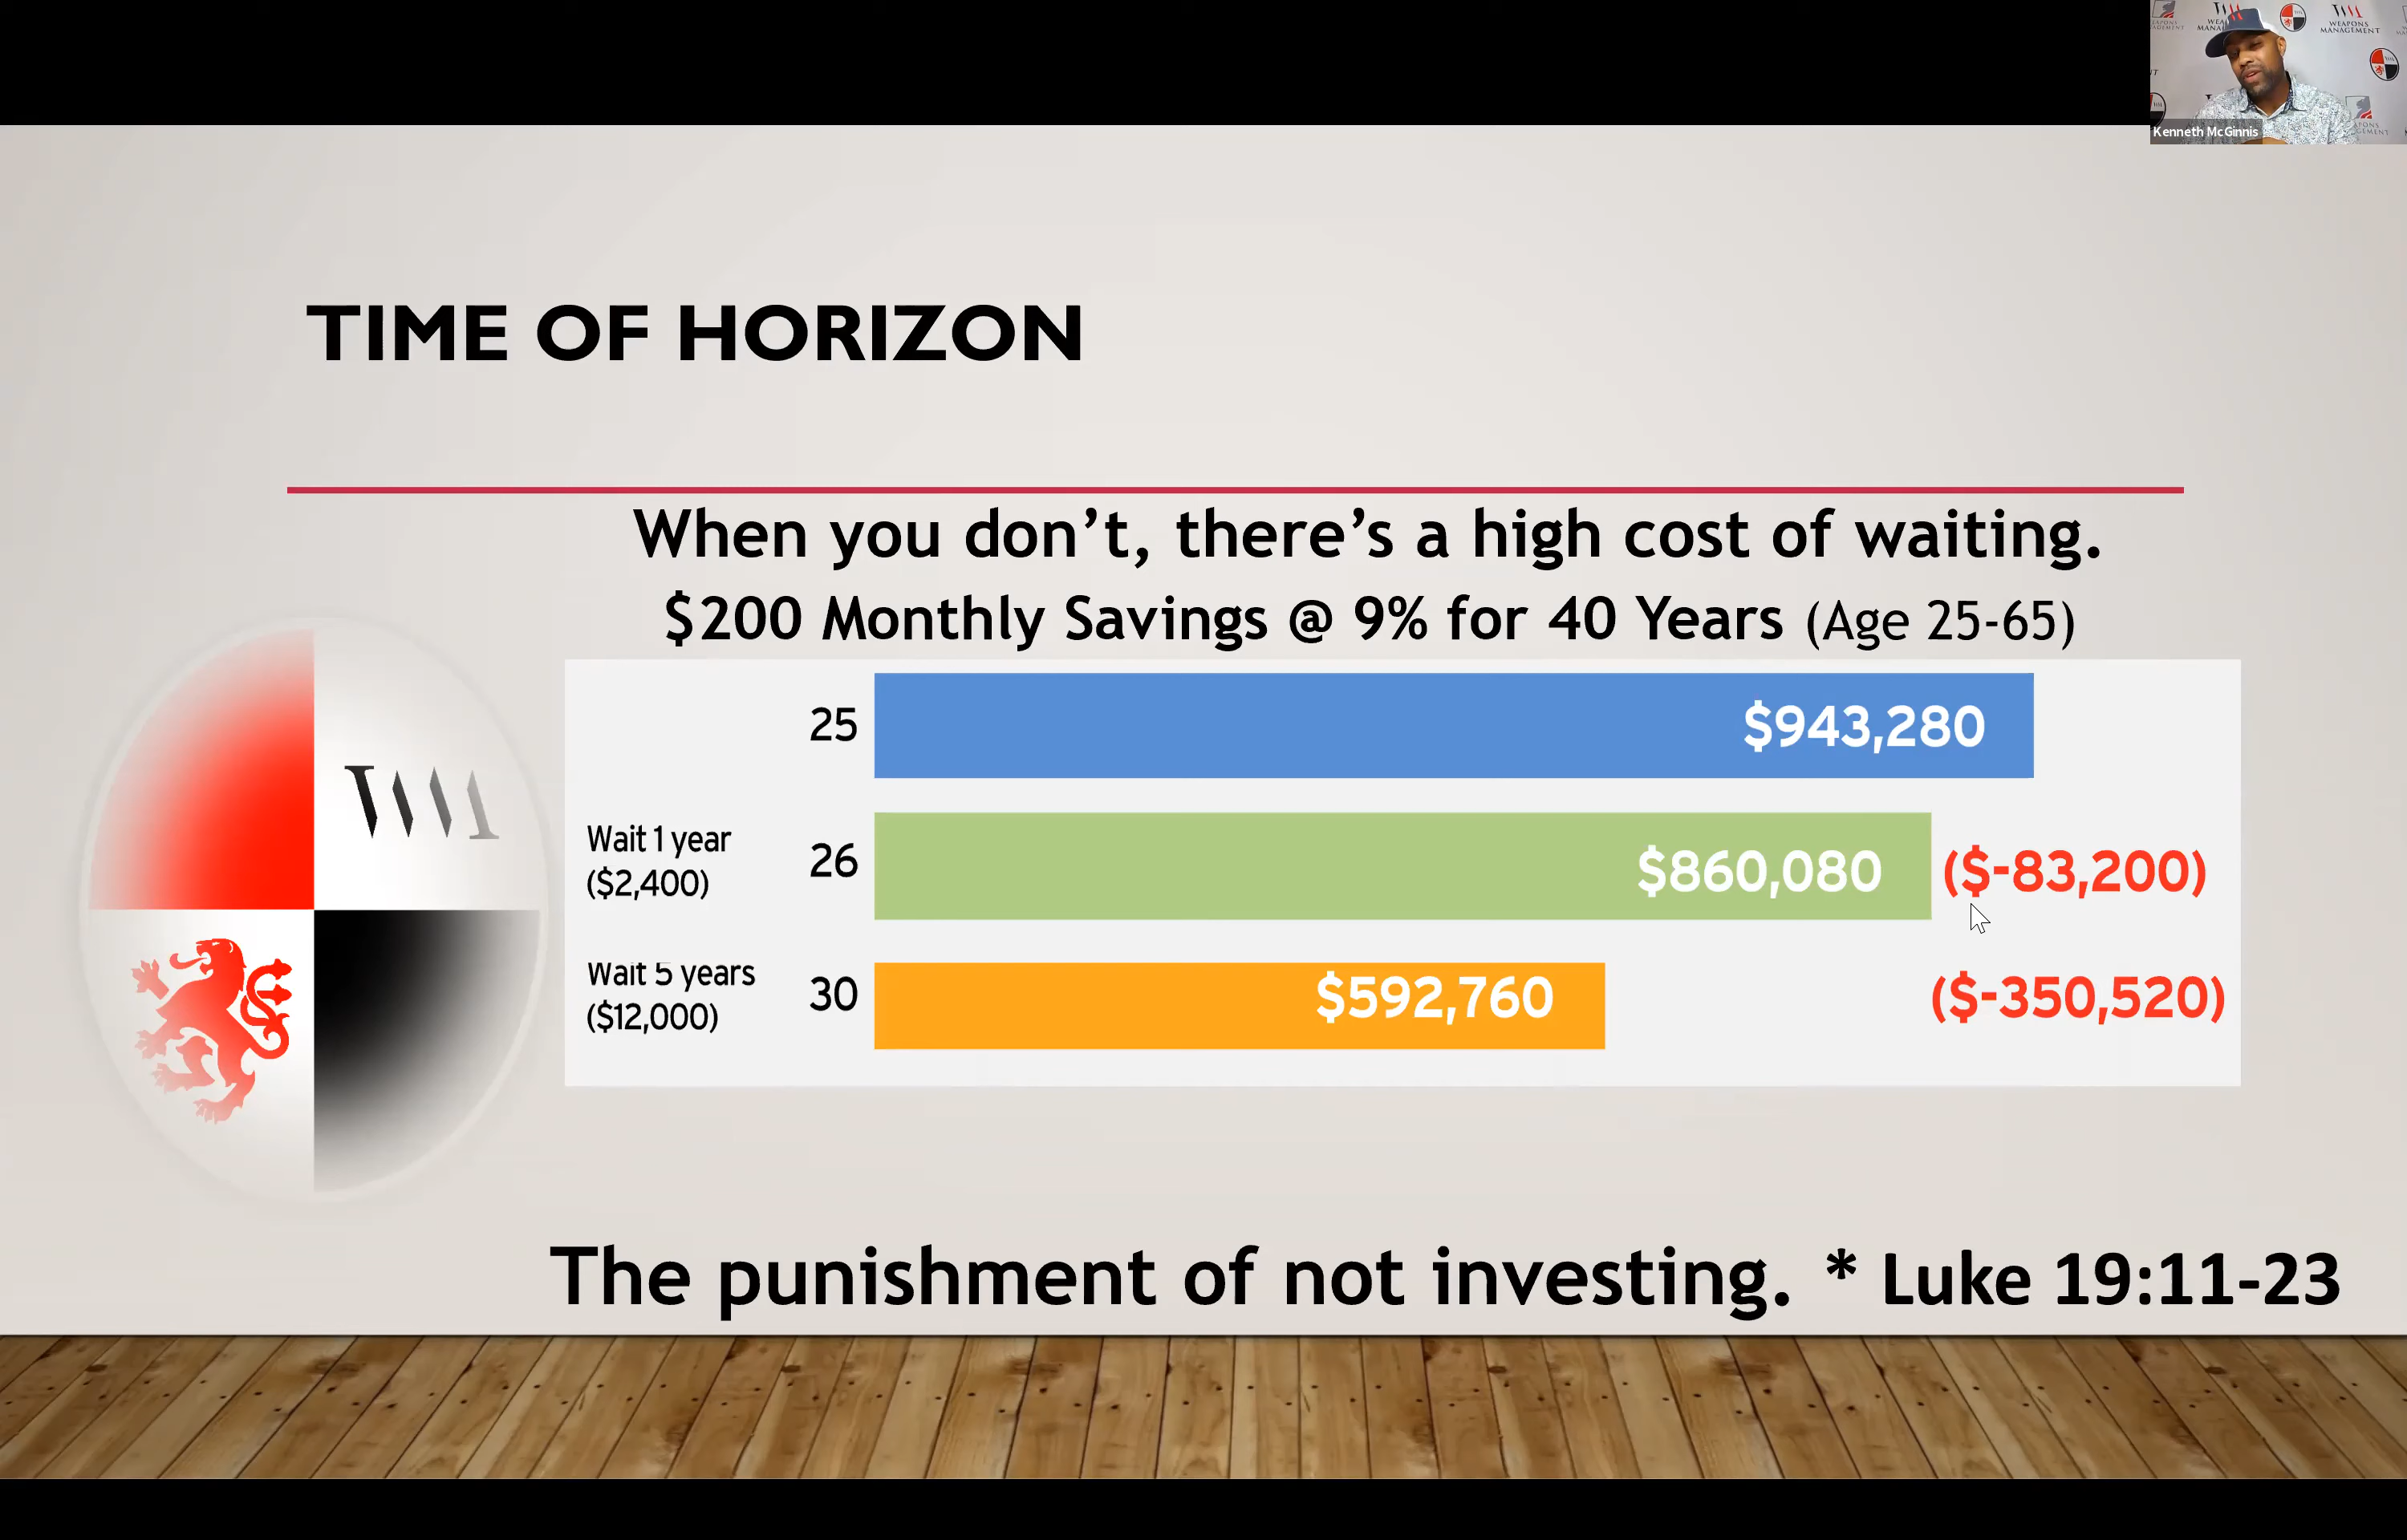 WEAPONS
MANAGEMENT
Kenneth McGinnis
TIME OF HORIZON
When you don’t, there’s a high cost of waiting.
$200 Monthly Savings @ 9% for 40 Years (Age 25-65)
25 $943,280
Wait 1 year
($2,400)
26 $860,080 ($-83,200)
Wait 5 years
($12,000)
30 $592,760 ($-350,520)
The punishment of not investing. * Luke 19:11-23